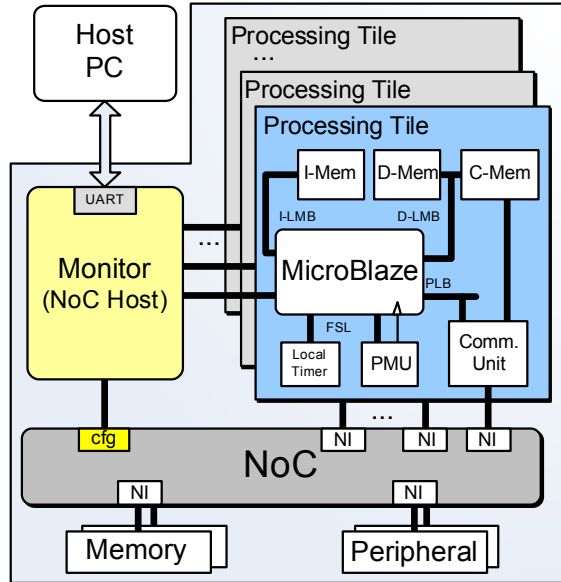 Host
PC
Processing Tile
...
Processing Tile
Processing Tile
I-Mem
D-Mem
C-Mem
UART
I-LMB
D-LMB
...
Monitor
(NoC Host)
MicroBlaze
PLB
FSL
Local
Timer
PMU
Comm.
Unit
...
cfg
NI
NI
NI
NoC
NI
NI
Memory
Peripheral